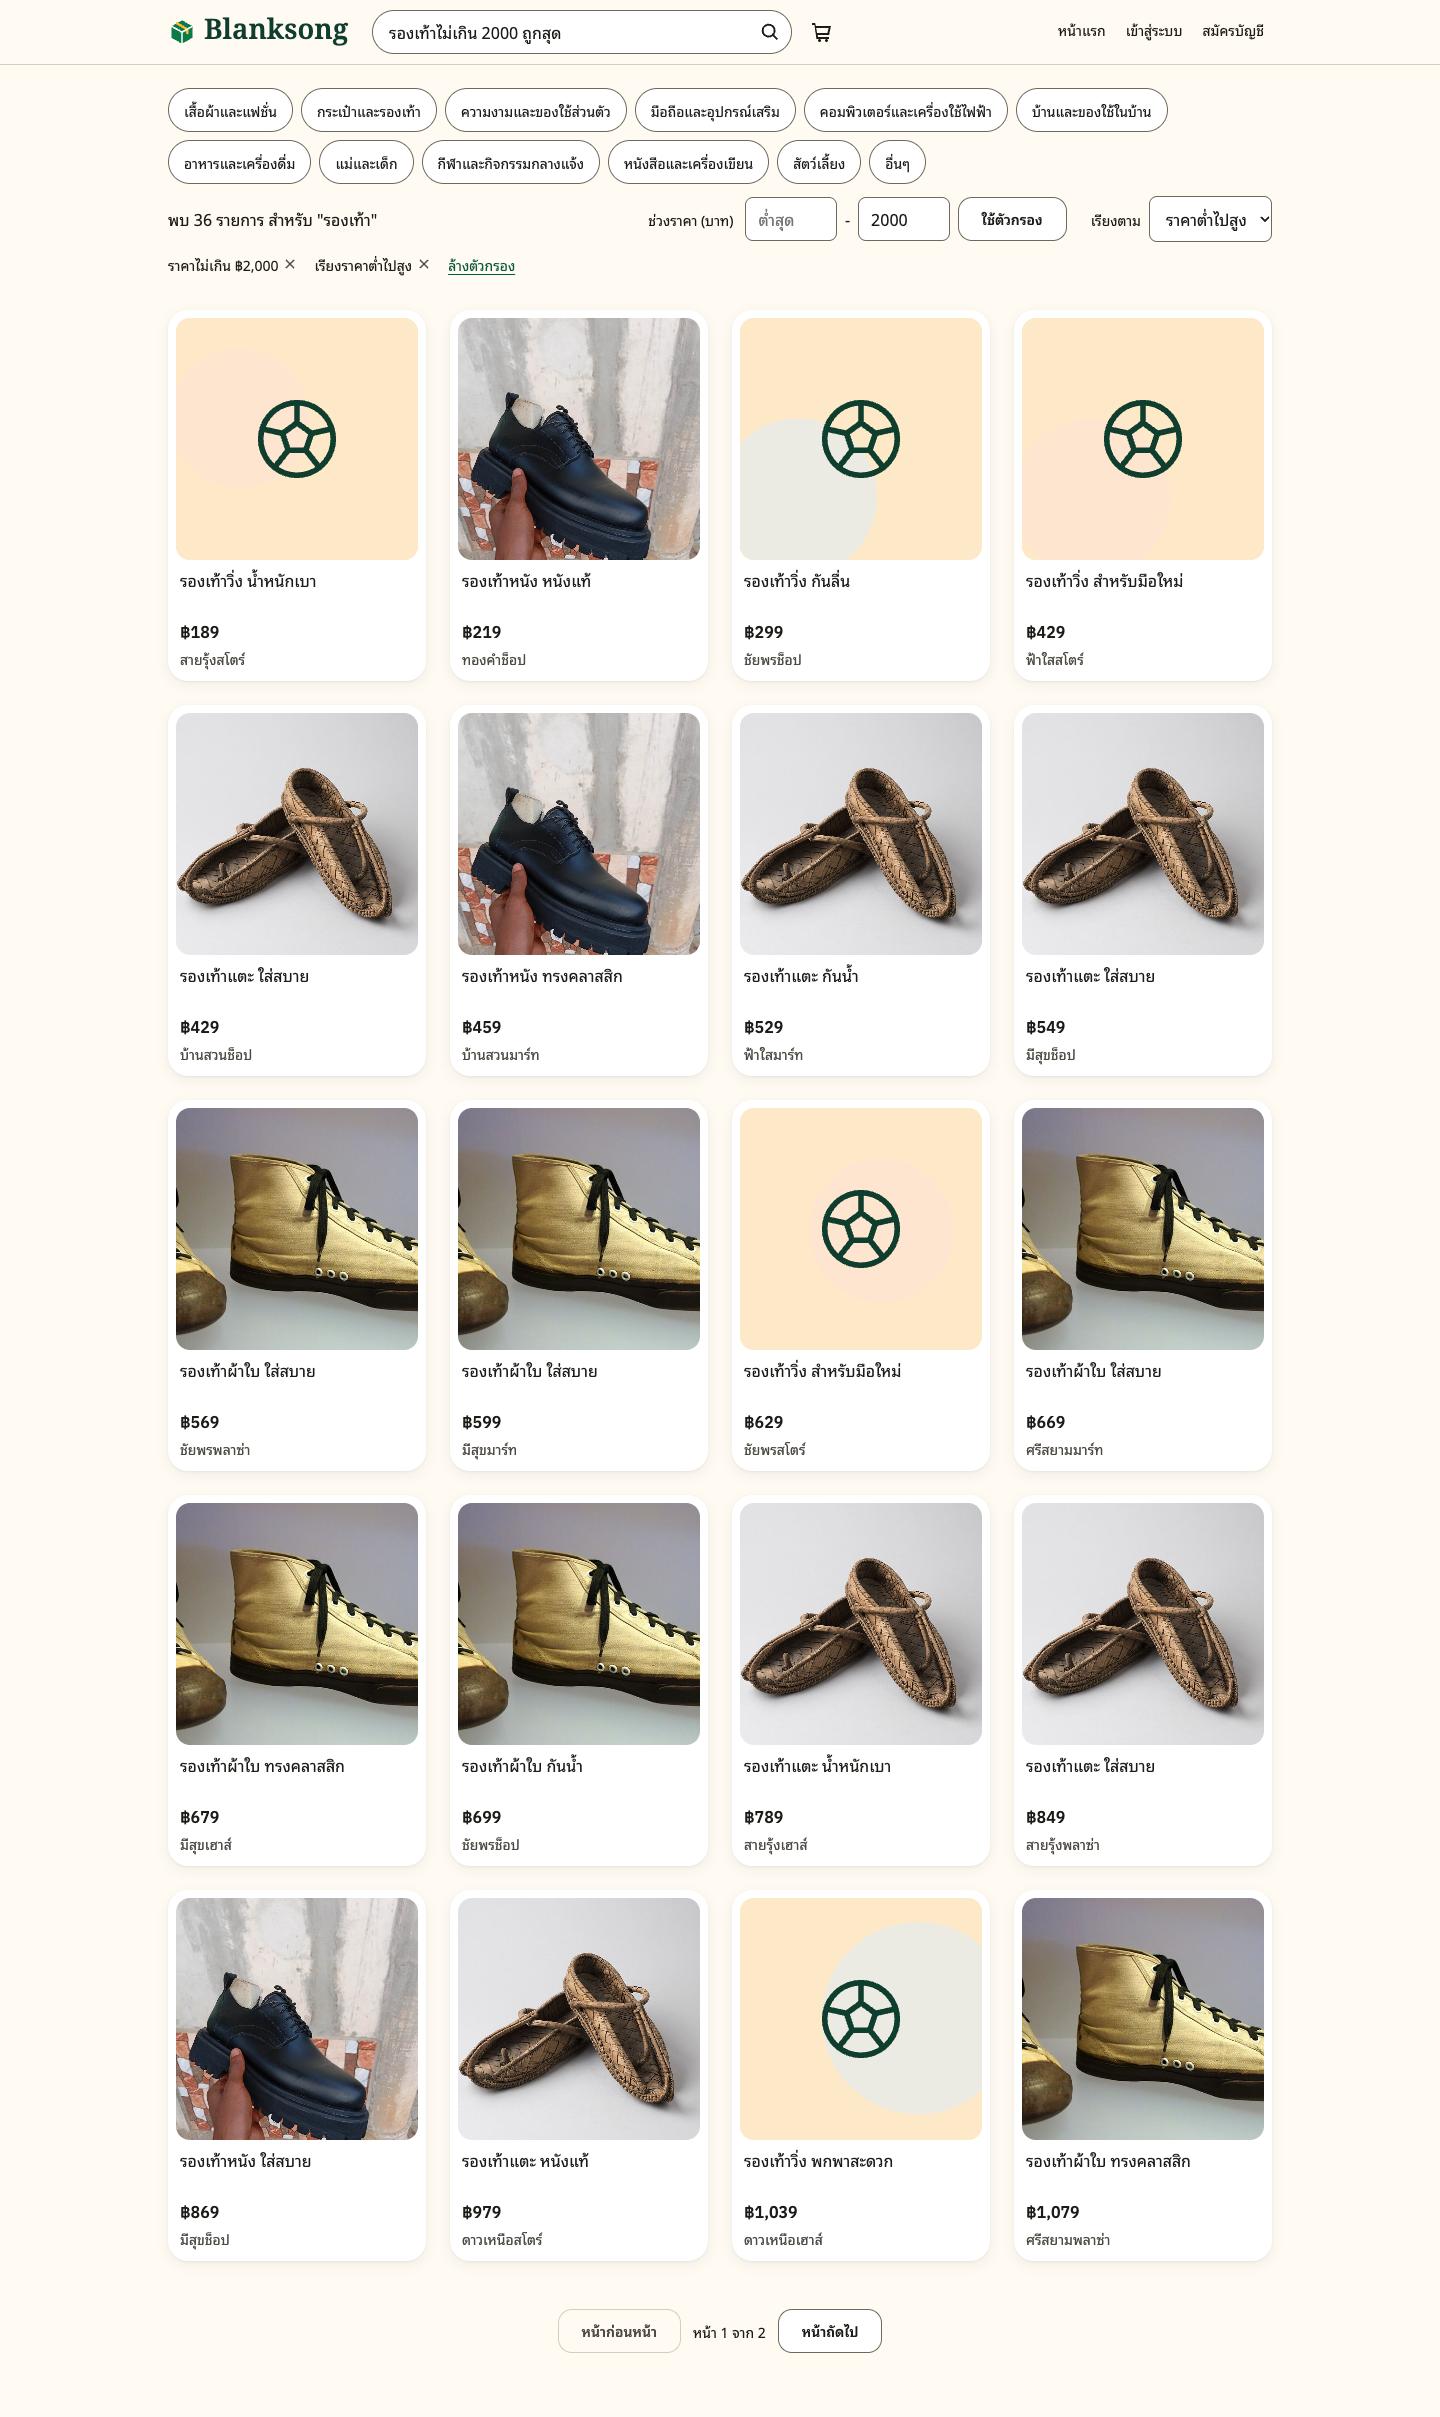 Blanksong
รองเท้าไม่เกิน 2000 ถูกสุด
หน้าแรก เข้าสู่ระบบ สมัครบัญชี
เสื้อผ้าและแฟชั่น กระเป๋าและรองเท้า ความงามและของใช้ส่วนตัว มือถือและอุปกรณ์เสริม คอมพิวเตอร์และเครื่องใช้ไฟฟ้า บ้านและของใช้ในบ้าน
อาหารและเครื่องดื่ม แม่และเด็ก กีฬาและกิจกรรมกลางแจ้ง หนังสือและเครื่องเขียน สัตว์เลี้ยง อื่นๆ
พบ 36 รายการ สำหรับ "รองเท้า" ช่วงราคา (บาท) ต่ำสุด - 2000 ใช้ตัวกรอง เรียงตาม ราคาต่ำไปสูง
ราคาไม่เกิน ฿2,000 ✕ เรียงราคาต่ำไปสูง ✕ ล้างตัวกรอง
รองเท้าวิ่ง น้ำหนักเบา รองเท้าหนัง หนังแท้ รองเท้าวิ่ง กันลื่น รองเท้าวิ่ง สำหรับมือใหม่
฿189 ฿219 ฿299 ฿429
สายรุ้งสโตร์ ทองคำช็อป ชัยพรช็อป ฟ้าใสสโตร์
รองเท้าแตะ ใส่สบาย รองเท้าหนัง ทรงคลาสสิก รองเท้าแตะ กันน้ำ รองเท้าแตะ ใส่สบาย
฿429 ฿459 ฿529 ฿549
บ้านสวนช็อป บ้านสวนมาร์ท ฟ้าใสมาร์ท มีสุขช็อป
รองเท้าผ้าใบ ใส่สบาย รองเท้าผ้าใบ ใส่สบาย รองเท้าวิ่ง สำหรับมือใหม่ รองเท้าผ้าใบ ใส่สบาย
฿569 ฿599 ฿629 ฿669
ชัยพรพลาซ่า มีสุขมาร์ท ชัยพรสโตร์ ศรีสยามมาร์ท
รองเท้าผ้าใบ ทรงคลาสสิก รองเท้าผ้าใบ กันน้ำ รองเท้าแตะ น้ำหนักเบา รองเท้าแตะ ใส่สบาย
฿679 ฿699 ฿789 ฿849
มีสุขเฮาส์ ชัยพรช็อป สายรุ้งเฮาส์ สายรุ้งพลาซ่า
รองเท้าหนัง ใส่สบาย รองเท้าแตะ หนังแท้ รองเท้าวิ่ง พกพาสะดวก รองเท้าผ้าใบ ทรงคลาสสิก
฿869 ฿979 ฿1,039 ฿1,079
มีสุขช็อป ดาวเหนือสโตร์ ดาวเหนือเฮาส์ ศรีสยามพลาซ่า
หน้าก่อนหน้า หน้า 1 จาก 2 หน้าถัดไป